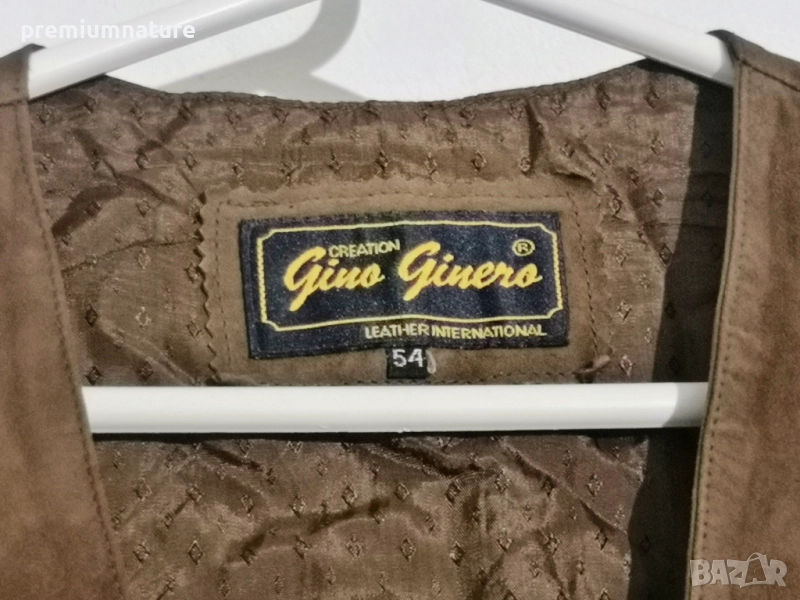 premiumnature
CREATION
Gino Ginero ®
LEATHER INTERNATIONAL
54
BAZAR